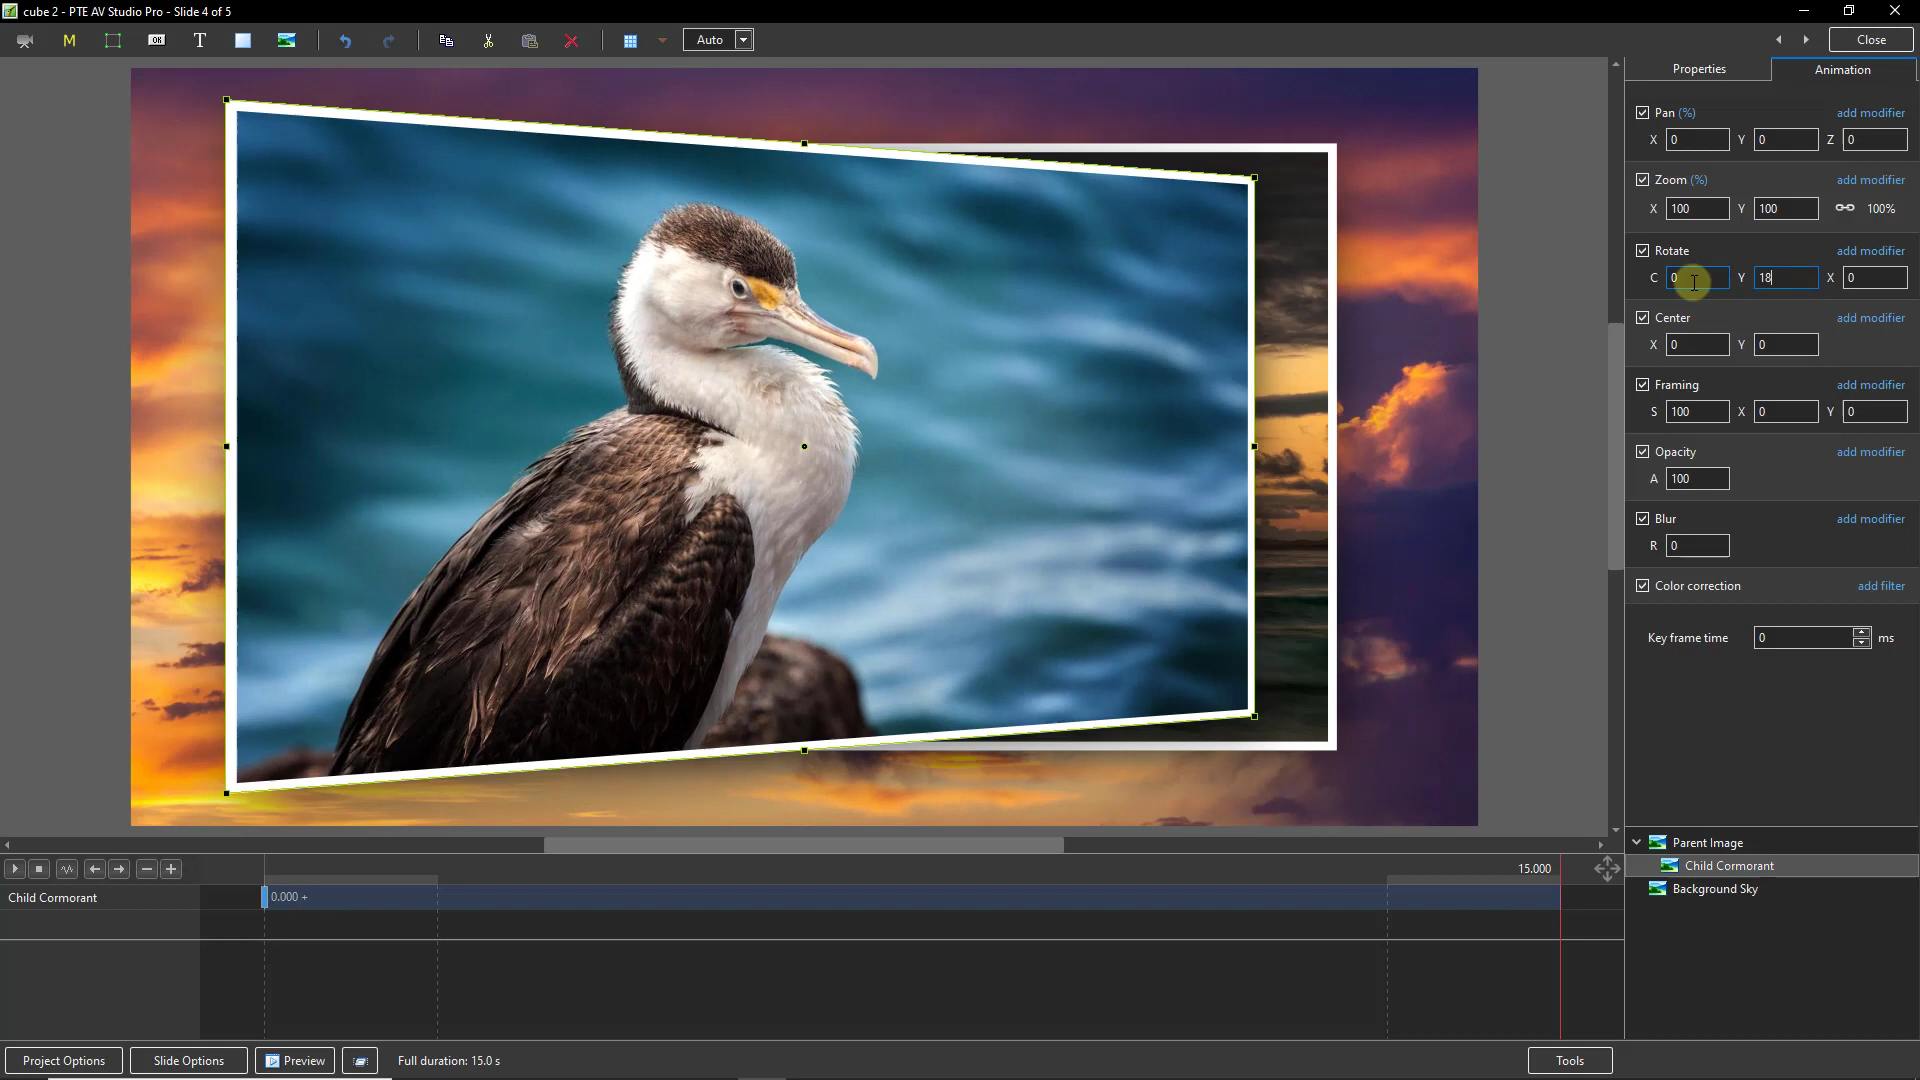 cube 2 - PTE AV Studio Pro - Slide 4 of 5
M OK T Auto Close
Properties Animation
Pan (%) add modifier
X 0 Y 0 Z 0
Zoom (%) add modifier
X 100 Y 100 100%
Rotate add modifier
C 0 Y 18 X 0
Center add modifier
X 0 Y 0
Framing add modifier
S 100 X 0 Y 0
Opacity add modifier
A 100
Blur add modifier
R 0
Color correction add filter
Key frame time 0 ms
Parent Image
Child Cormorant
Background Sky
15.000
Child Cormorant 0.000 +
Project Options Slide Options Preview Full duration: 15.0 s Tools